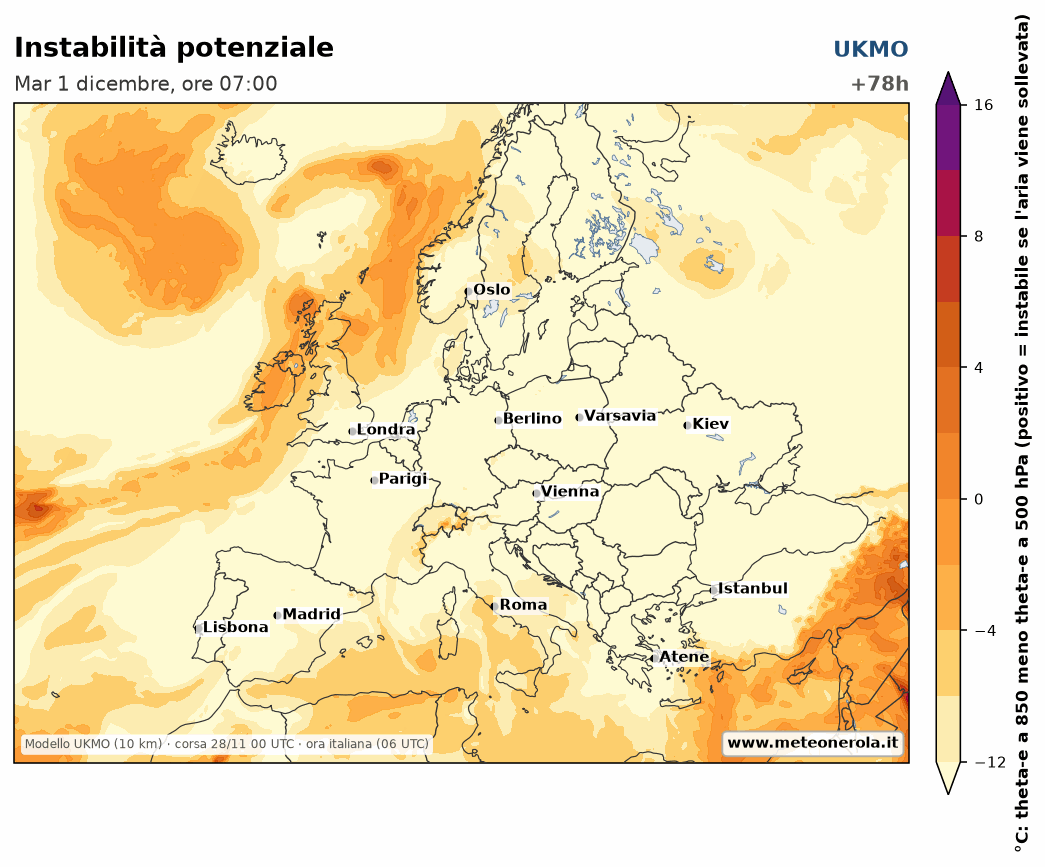 Instabilità potenziale
UKMO
Mar 1 dicembre, ore 07:00
+78h
Oslo
Berlino
Varsavia
Kiev
Londra
Parigi
Vienna
Istanbul
Roma
Madrid
Lisbona
Atene
Modello UKMO (10 km) · corsa 28/11 00 UTC · ora italiana (06 UTC)
www.meteonerola.it
16
8
4
0
−4
−12
°C: theta-e a 850 meno theta-e a 500 hPa (positivo = instabile se l'aria viene sollevata)